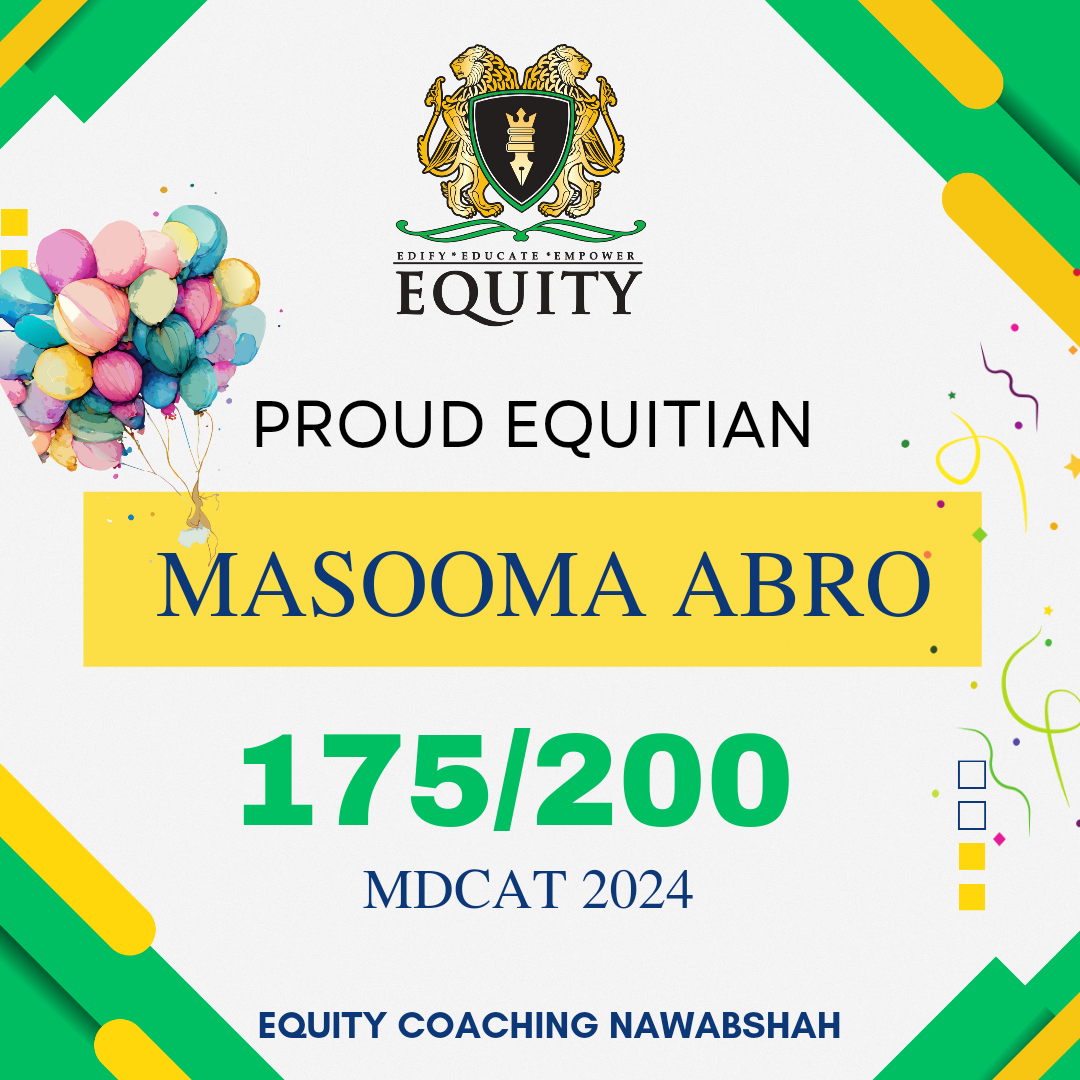 EDIFY *EDUCATE *EMPOWER
EQUITY
PROUD EQUITIAN
MASOOMA ABRO
175/200
MDCAT 2024
EQUITY COACHING NAWABSHAH